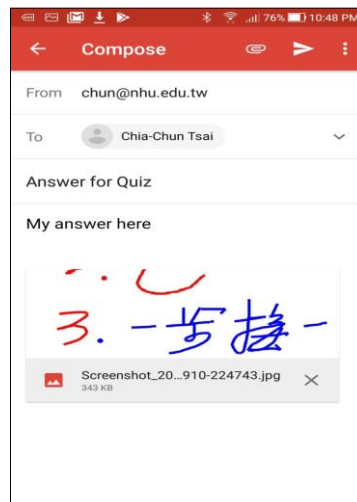 76% 10:48 PM
Compose
From chun@nhu.edu.tw
To Chia-Chun Tsai
Answer for Quiz
My answer here
3. 一步接一
Screenshot_20...910-224743.jpg
343 KB